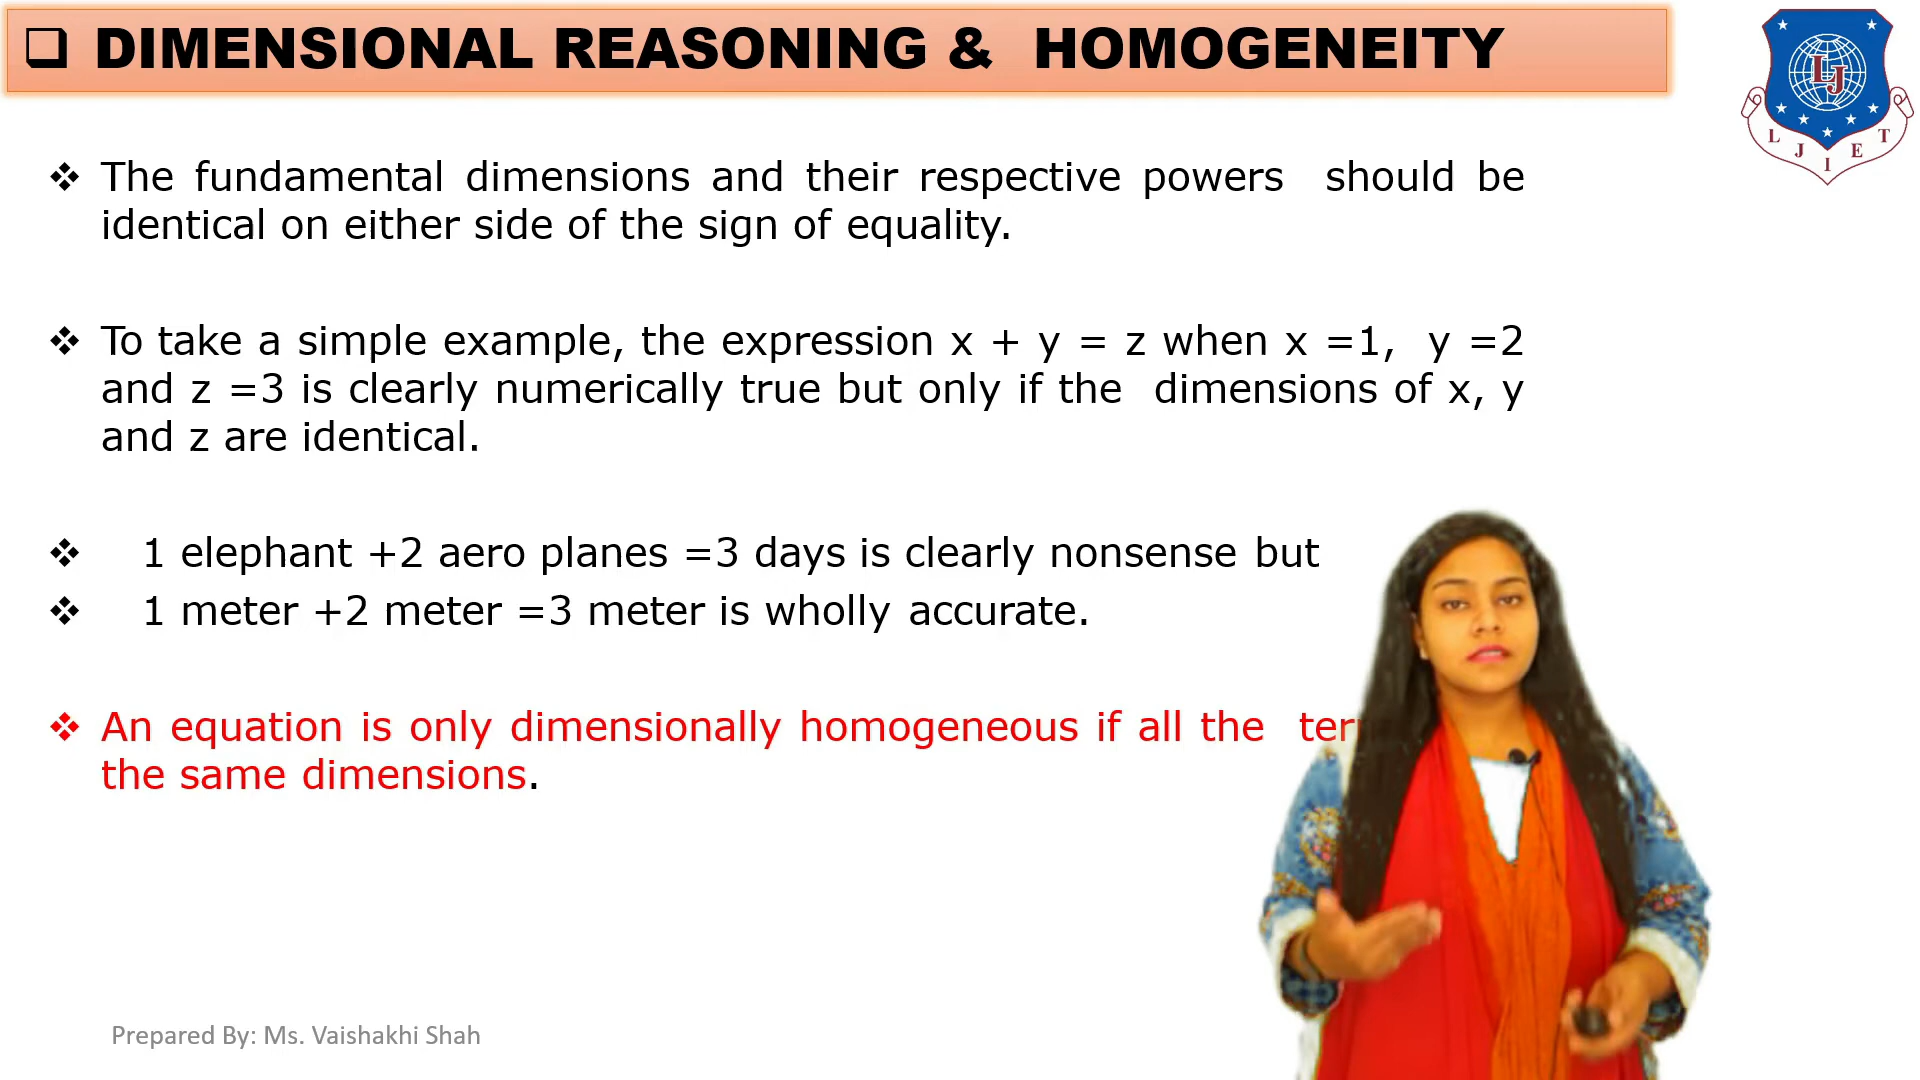 DIMENSIONAL REASONING & HOMOGENEITY
LJ
L J I E T
The fundamental dimensions and their respective powers should be
identical on either side of the sign of equality.
To take a simple example, the expression x + y = z when x =1, y =2
and z =3 is clearly numerically true but only if the dimensions of x, y
and z are identical.
1 elephant +2 aero planes =3 days is clearly nonsense but
1 meter +2 meter =3 meter is wholly accurate.
An equation is only dimensionally homogeneous if all the
the same dimensions.
Prepared By: Ms. Vaishakhi Shah